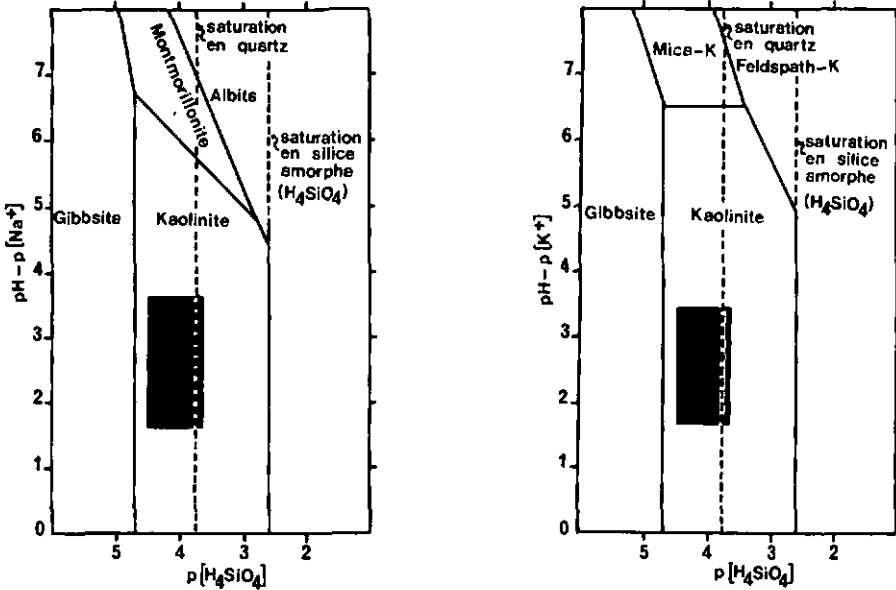 saturation
en quartz
7
Montmorillonite
Albite
6
saturation
en silice
amorphe
(H₄SiO₄)
5
Gibbsite
Kaolinite
pH-p [Na⁺]
4
3
2
1
0
5
4
3
2
p[H₄SiO₄]
saturation
en quartz
Mica-K
7
Feldspath-K
6
saturation
en silice
amorphe
(H₄SiO₄)
5
Gibbsite
Kaolinite
pH-p [K⁺]
4
3
2
1
0
5
4
3
2
p[H₄SiO₄]